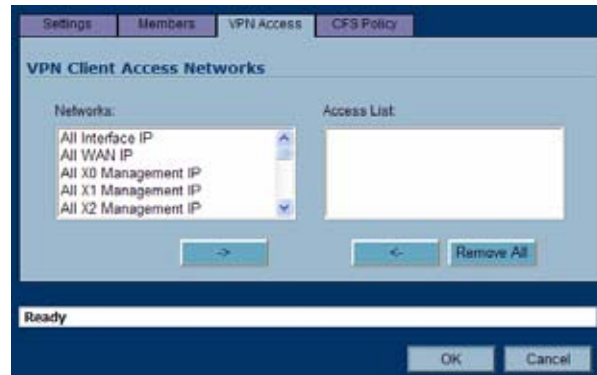 Settings Members VPN Access CFS Policy
VPN Client Access Networks
Networks: Access List:
All Interface IP
All WAN IP
All X0 Management IP
All X1 Management IP
All X2 Management IP
-> <- Remove All
Ready
OK Cancel